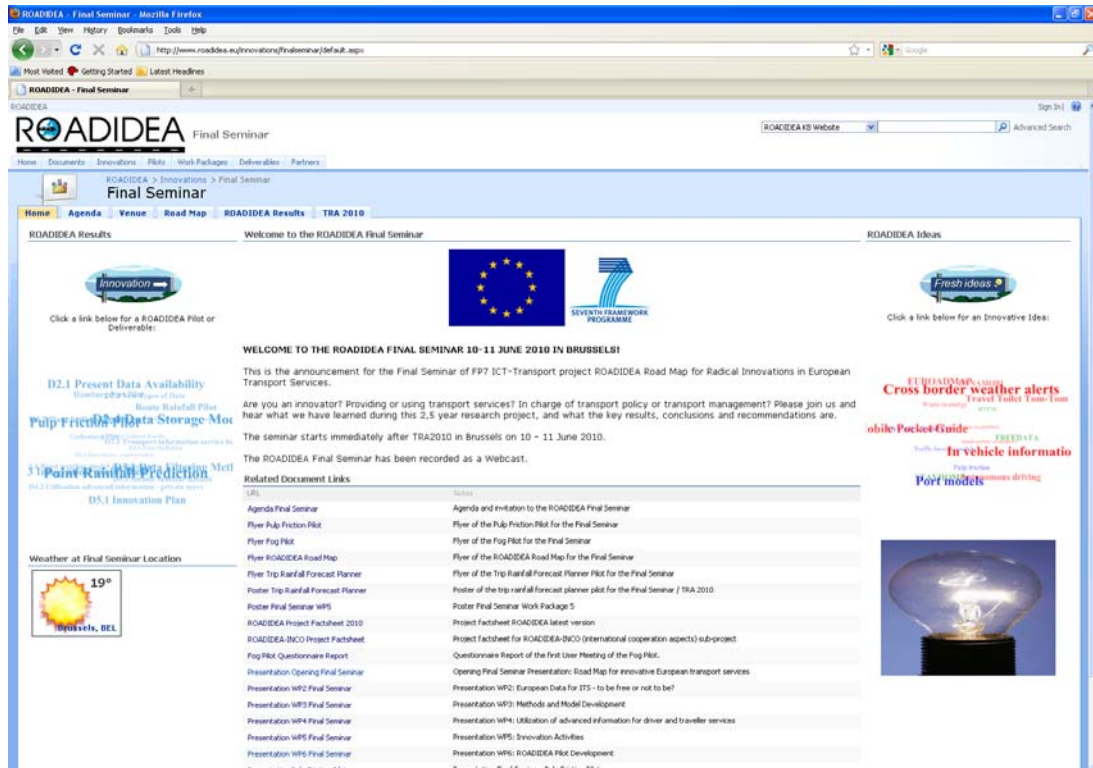 ROADIDEA - Final Seminar - Mozilla Firefox
File Edit View History Bookmarks Tools Help
http://www.roadidea.eu/innovations/finalseminar/default.aspx
Google
Most Visited Getting Started Latest Headlines
ROADIDEA - Final Seminar
ROADIDEA
Sign In
ROADIDEA Final Seminar
ROADIDEA KB Website
Advanced Search
Home Documents Innovations Pilots Work Packages Deliverables Partners
ROADIDEA > Innovations > Final Seminar
Final Seminar
Home Agenda Venue Road Map ROADIDEA Results TRA 2010
ROADIDEA Results
Innovation
Click a link below for a ROADIDEA Pilot or
Deliverable:
D2.1 Present Data Availability
Route Rainfall Pilot
Pulp Friction Pilot
Data Storage Mod
Point Rainfall Prediction
D5.1 Innovation Plan
Weather at Final Seminar Location
19°
Brussels, BEL
Welcome to the ROADIDEA Final Seminar
SEVENTH FRAMEWORK
PROGRAMME
WELCOME TO THE ROADIDEA FINAL SEMINAR 10-11 JUNE 2010 IN BRUSSELS!
This is the announcement for the Final Seminar of FP7 ICT-Transport project ROADIDEA Road Map for Radical Innovations in European
Transport Services.
Are you an innovator? Providing or using transport services? In charge of transport policy or transport management? Please join us and
hear what we have learned during this 2,5 year research project, and what the key results, conclusions and recommendations are.
The seminar starts immediately after TRA2010 in Brussels on 10 - 11 June 2010.
The ROADIDEA Final Seminar has been recorded as a Webcast.
Related Document Links
URL Notes
Agenda Final Seminar Agenda and invitation to the ROADIDEA Final Seminar
Flyer Pulp Friction Pilot Flyer of the Pulp Friction Pilot for the Final Seminar
Flyer Fog Pilot Flyer of the Fog Pilot for the Final Seminar
Flyer ROADIDEA Road Map Flyer of the ROADIDEA Road Map for the Final Seminar
Flyer Trip Rainfall Forecast Planner Flyer of the Trip Rainfall Forecast Planner Pilot for the Final Seminar
Poster Trip Rainfall Forecast Planner Poster of the trip rainfall forecast planner pilot for the Final Seminar / TRA 2010
Poster Final Seminar WP5 Poster Final Seminar Work Package 5
ROADIDEA Project Factsheet 2010 Project factsheet ROADIDEA latest version
ROADIDEA-INCO Project Factsheet Project factsheet for ROADIDEA-INCO (international cooperation aspects) sub-project
Fog Pilot Questionnaire Report Questionnaire Report of the first User Meeting of the Fog Pilot.
Presentation Opening Final Seminar Opening Final Seminar Presentation: Road Map for innovative European transport services
Presentation WP2 Final Seminar Presentation WP2: European Data for ITS - to be free or not to be?
Presentation WP3 Final Seminar Presentation WP3: Methods and Model Development
Presentation WP4 Final Seminar Presentation WP4: Utilization of advanced information for driver and traveller services
Presentation WP5 Final Seminar Presentation WP5: Innovation Activities
Presentation WP6 Final Seminar Presentation WP6: ROADIDEA Pilot Development
ROADIDEA Ideas
Fresh ideas
Click a link below for an Innovative Idea:
EUROADMAP
Cross border weather alerts
Travel Toilet Tom-Tom
obile Pocket Guide
FREEDATA
In vehicle informatio
Pulp friction
Port models